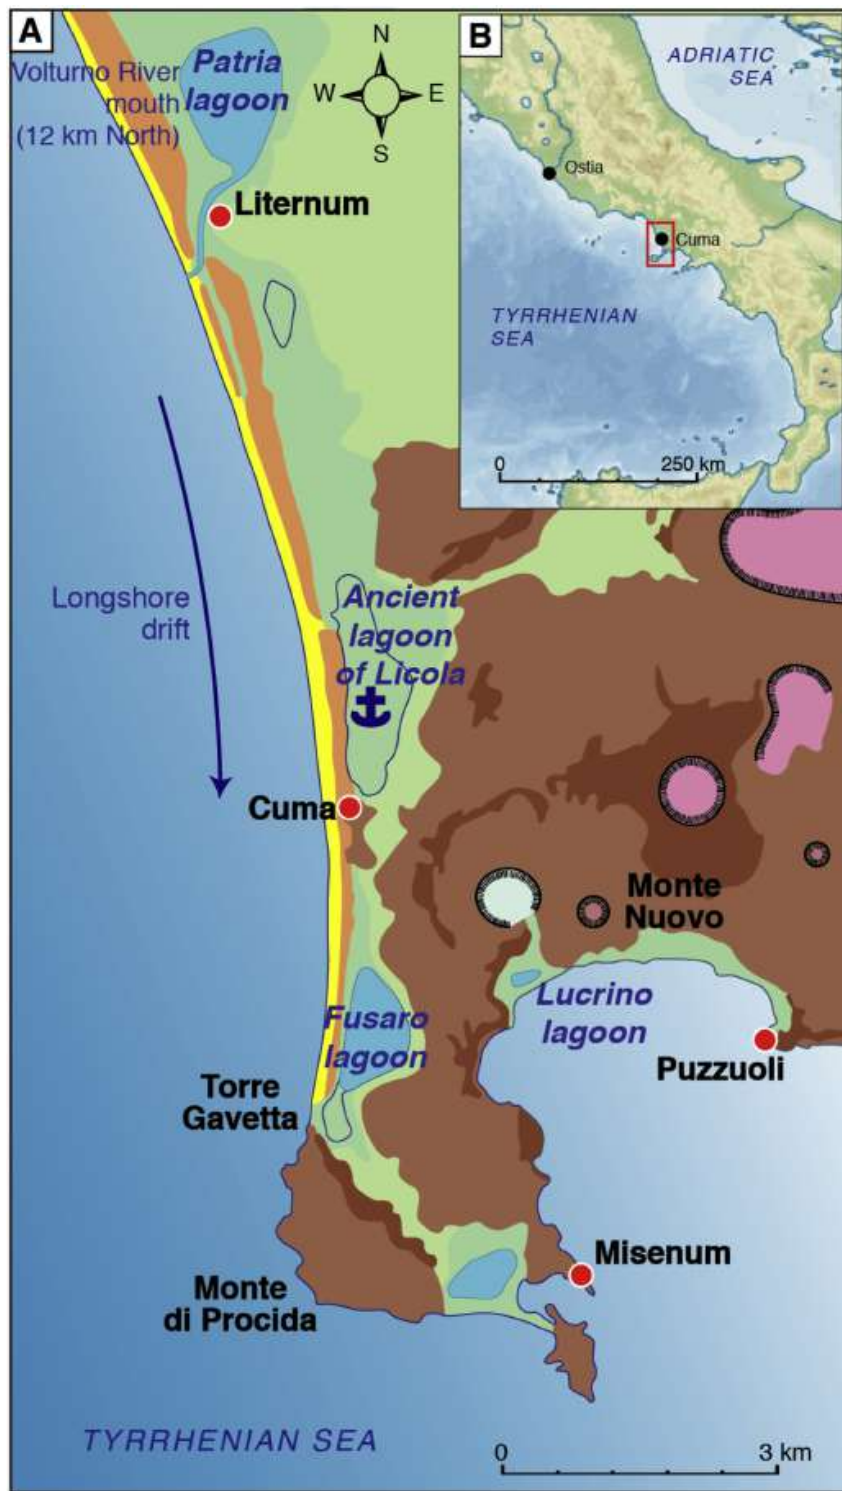 A
Volturno River
mouth
(12 km North)
Patria
lagoon
N
W
E
S
Liternum
B
ADRIATIC
SEA
Ostia
Cuma
TYRRHENIAN
SEA
0
250 km
Longshore
drift
Ancient
lagoon
of Licola
Cuma
Monte
Nuovo
Fusaro
lagoon
Lucrino
lagoon
Puzzuoli
Torre
Gavetta
Misenum
Monte
di Procida
TYRRHENIAN SEA
0
3 km